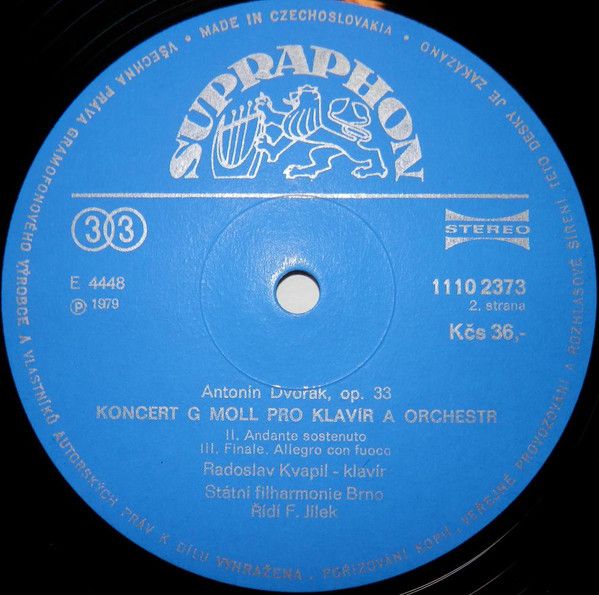 VŠECHNA PRÁVA GRAMOFONOVÉHO VÝROBCE A VLASTNÍKŮ AUTORSKÝCH PRÁV K DÍLU VYHRAŽENA. POŘIZOVÁNÍ KOPIÍ, VEŘEJNÉ PROVOZOVÁNÍ A ROZHLASOVÉ ŠÍŘENÍ TÉTO DESKY JE ZAKÁZÁNO
• MADE IN CZECHOSLOVAKIA •
SUPRAPHON
33
STEREO
E 4448
11102373
℗ 1979
2. strana
Kčs 36,-
Antonín Dvořák, op. 33
KONCERT G MOLL PRO KLAVÍR A ORCHESTR
II. Andante sostenuto
III. Finale. Allegro con fuoco
Radoslav Kvapil - klavír
Státní filharmonie Brno
Řídí F. Jílek